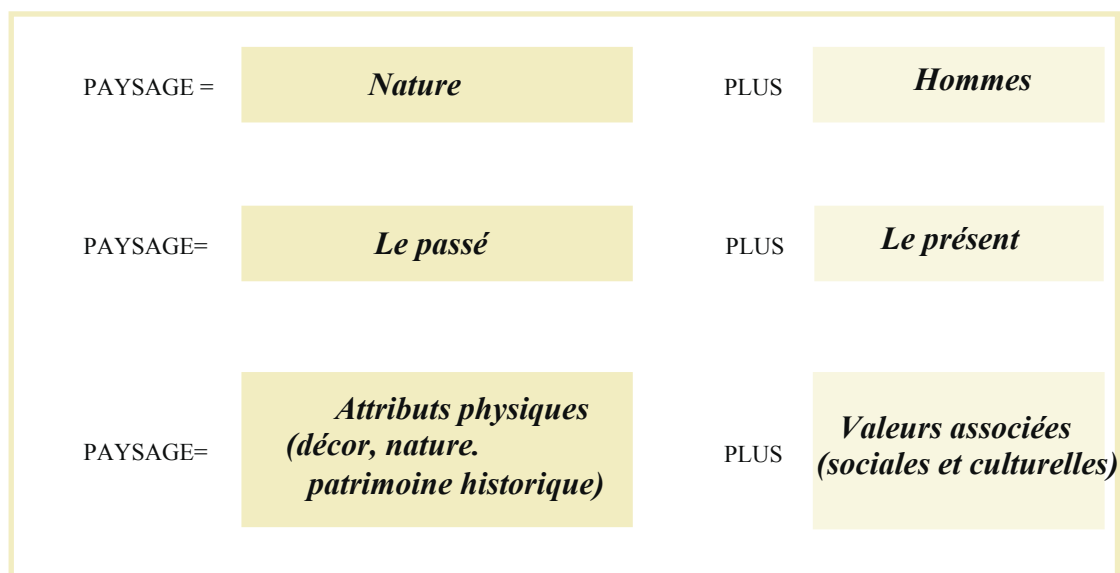 PAYSAGE = Nature PLUS Hommes
PAYSAGE= Le passé PLUS Le présent
PAYSAGE= Attributs physiques
(décor, nature.
patrimoine historique) PLUS Valeurs associées
(sociales et culturelles)